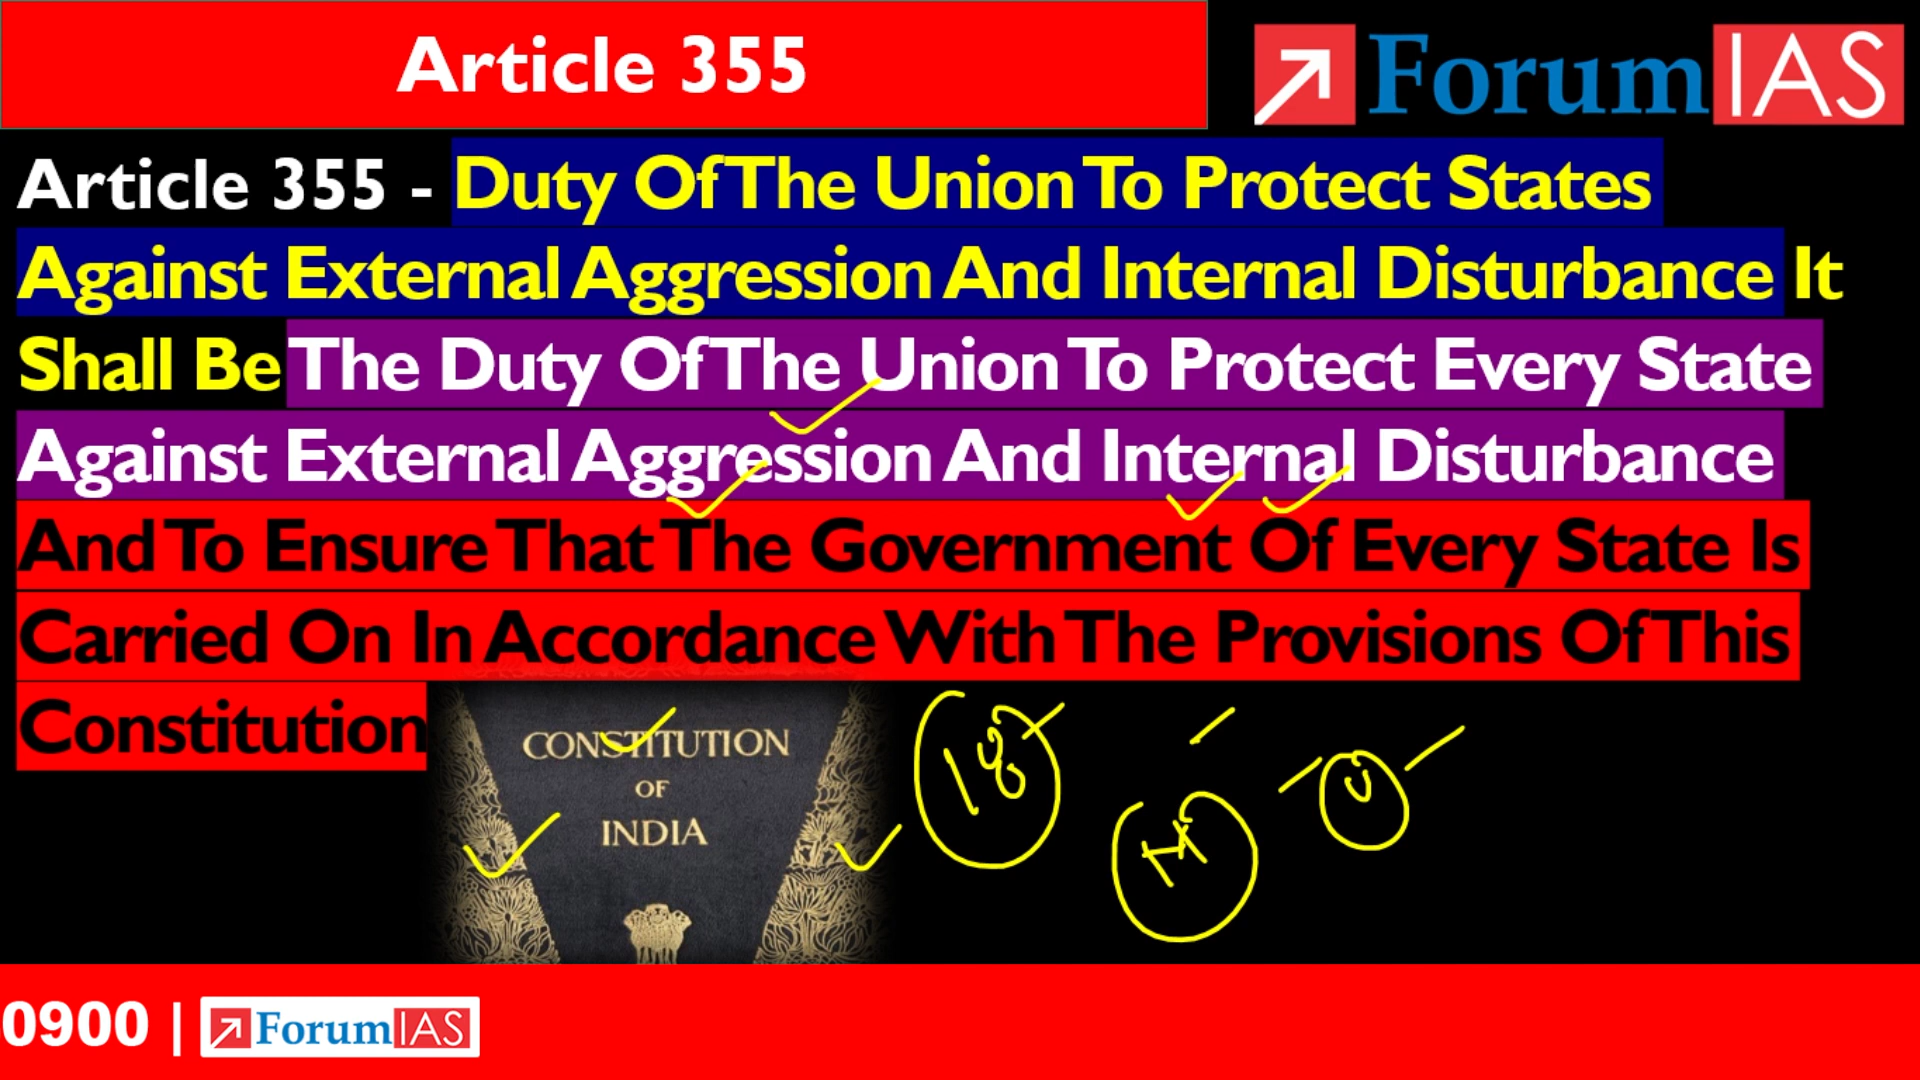 Article 355
ForumIAS
Article 355 - Duty Of The Union To Protect States
Against External Aggression And Internal Disturbance It
Shall Be The Duty Of The Union To Protect Every State
Against External Aggression And Internal Disturbance
And To Ensure That The Government Of Every State Is
Carried On In Accordance With The Provisions Of This
Constitution
CONSTITUTION
OF
INDIA
18
M
U
0900 | ForumIAS